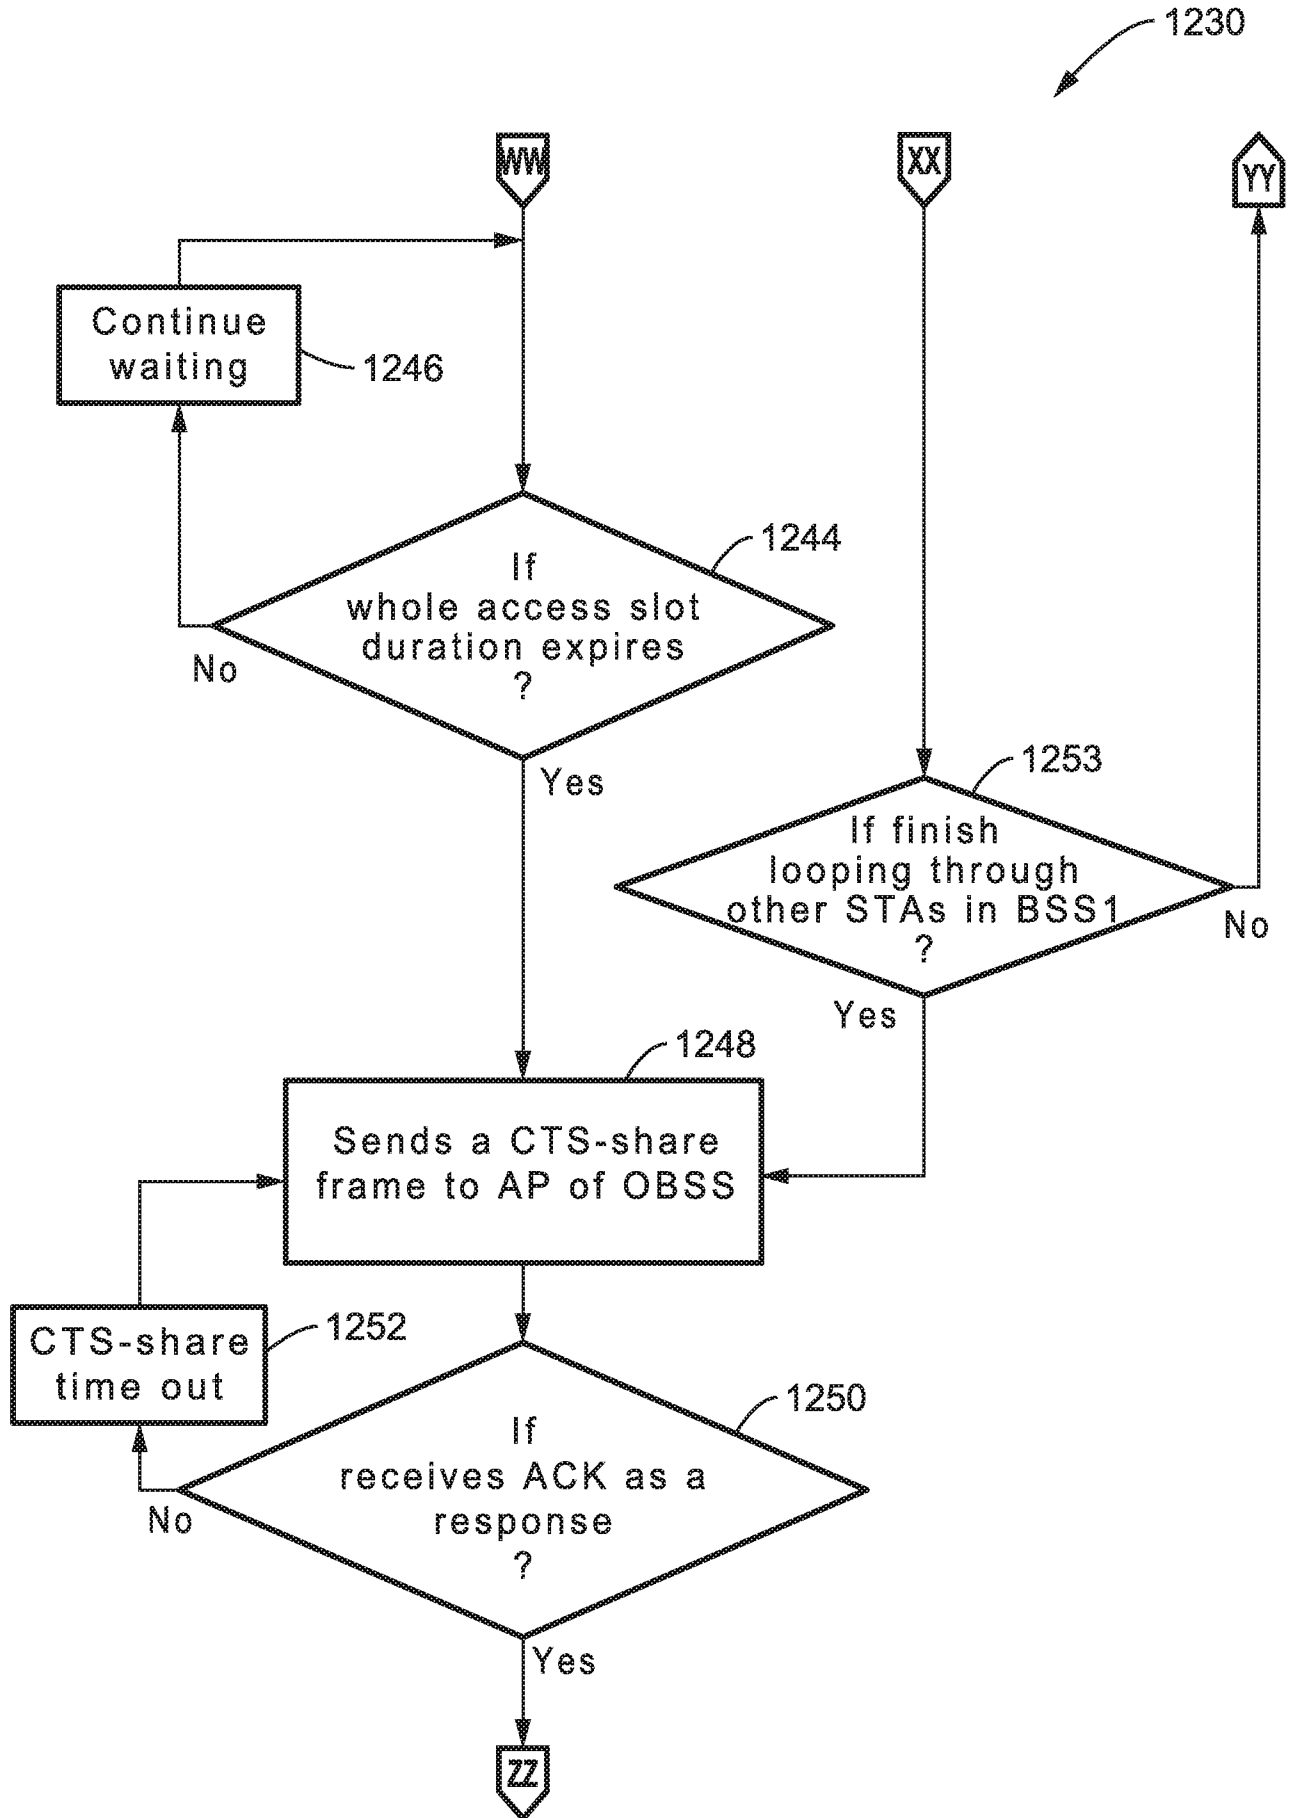 1230
WW
XX
YY
Continue
waiting
1246
1244
If
whole access slot
duration expires
?
No
Yes
1253
If finish
looping through
other STAs in BSS1
?
No
Yes
1248
Sends a CTS-share
frame to AP of OBSS
CTS-share
time out
1252
1250
If
receives ACK as a
response
?
No
Yes
ZZ